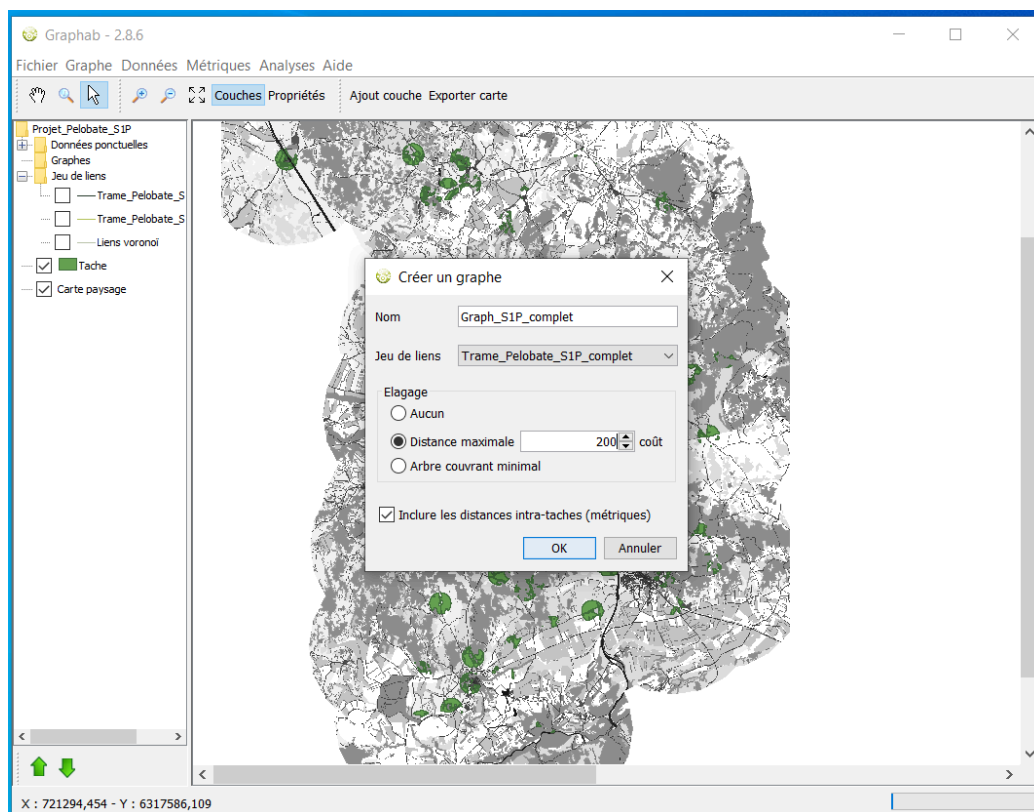 Graphab - 2.8.6
Fichier Graphe Données Métriques Analyses Aide
Couches Propriétés Ajout couche Exporter carte
Projet_Pelobate_S1P
Données ponctuelles
Graphes
Jeu de liens
Trame_Pelobate_S
Trame_Pelobate_S
Liens voronoï
Tache
Carte paysage
Créer un graphe
Nom Graph_S1P_complet
Jeu de liens Trame_Pelobate_S1P_complet
Elagage
Aucun
Distance maximale 200 coût
Arbre couvrant minimal
Inclure les distances intra-taches (métriques)
OK Annuler
X : 721294,454 - Y : 6317586,109